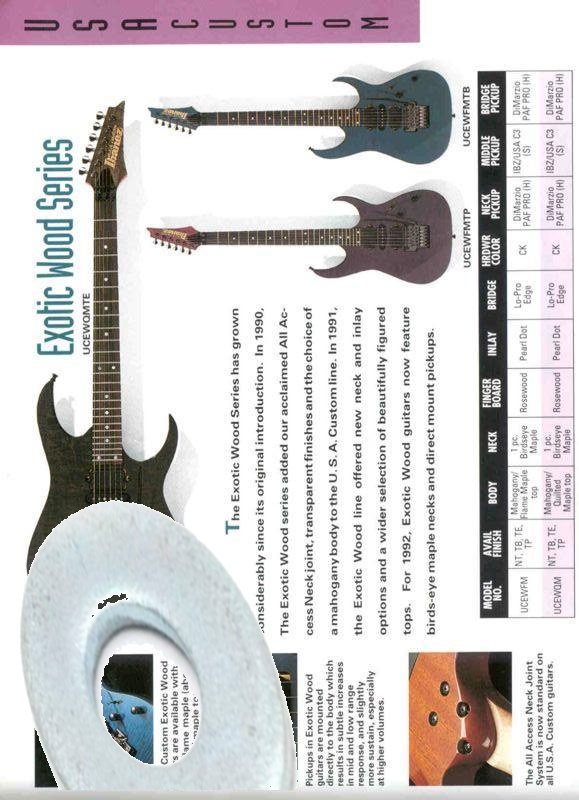 USA CUSTOM
Exotic Wood Series
UCEWQMTE
Ibanez
UCEWFMTP
UCEWFMTB
The Exotic Wood Series has grown
onsiderably since its original introduction. In 1990,
The Exotic Wood series added our acclaimed All Ac-
cess Neck joint, transparent finishes and the choice of
a mahogany body to the U. S. A. Custom line. In 1991,
the Exotic Wood line offered new neck and inlay
options and a wider selection of beautifully figured
tops. For 1992, Exotic Wood guitars now feature
birds-eye maple necks and direct mount pickups.
MODEL NO. AVAIL FINISH BODY NECK FINGER BOARD INLAY BRIDGE HRDWR COLOR NECK PICKUP MIDDLE PICKUP BRIDGE PICKUP
UCEWFM NT, TB, TE, TP Mahogany/ Flame Maple top 1 pc. Birdseye Maple Rosewood Pearl Dot Lo-Pro Edge CK DiMarzio PAF PRO (H) IBZ/USA C3 (S) DiMarzio PAF PRO (H)
UCEWQM NT, TB, TE, TP Mahogany/ Quilted Maple top 1 pc. Birdseye Maple Rosewood Pearl Dot Lo-Pro Edge CK DiMarzio PAF PRO (H) IBZ/USA C3 (S) DiMarzio PAF PRO (H)
Custom Exotic Wood
s are available with
lame maple
Pickups in Exotic Wood
guitars are mounted
directly to the body which
results in subtle increases
in mid and low range
response, and slightly
more sustain, especially
at higher volumes.
The All Access Neck Joint
System is now standard on
all U.S.A. Custom guitars.